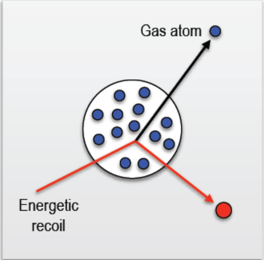 Gas atom
Energetic
recoil